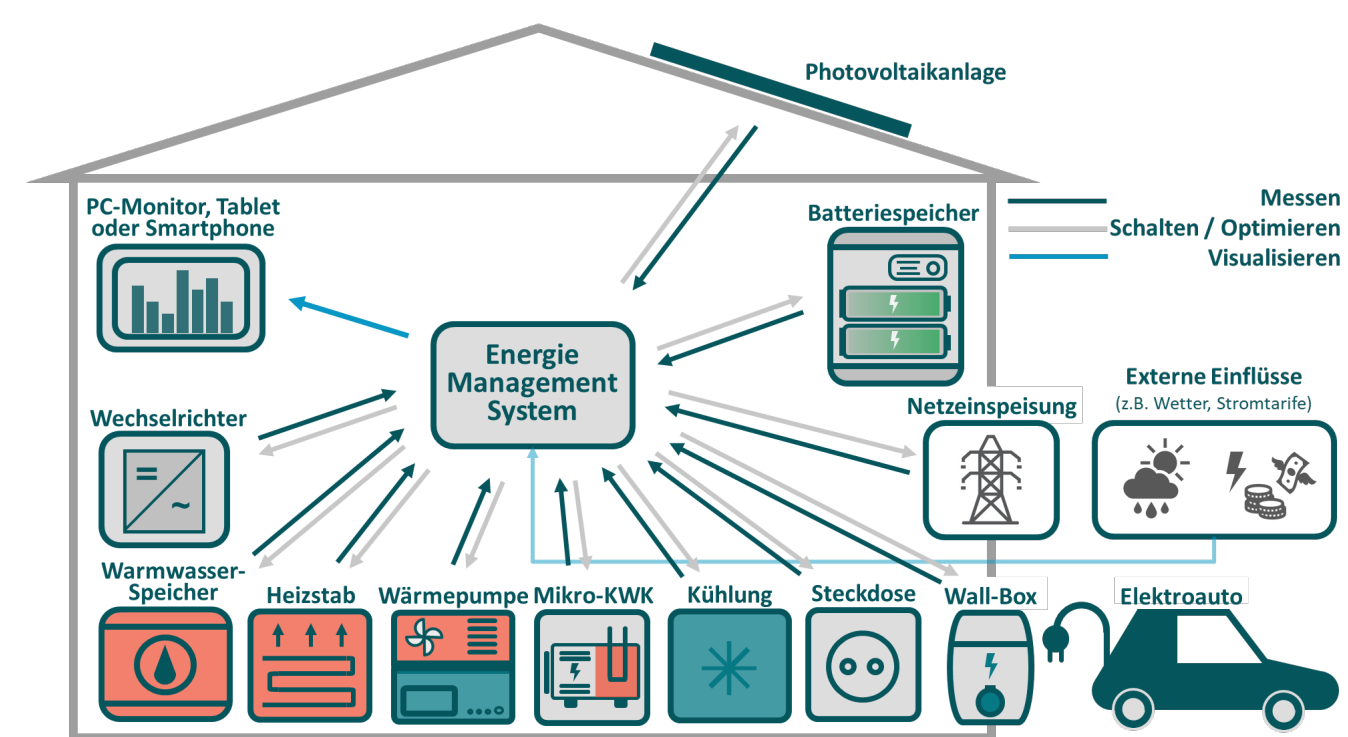 Photovoltaikanlage
PC-Monitor, Tablet
oder Smartphone
Batteriespeicher
Messen
Schalten / Optimieren
Visualisieren
Energie
Management
System
Externe Einflüsse
(z.B. Wetter, Stromtarife)
Wechselrichter
Netzeinspeisung
=
~
Warmwasser-
Speicher
Heizstab
Wärmepumpe
Mikro-KWK
Kühlung
Steckdose
Wall-Box
Elektroauto